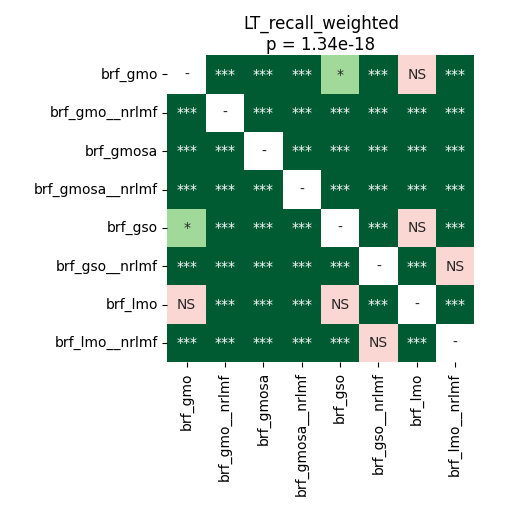 LT_recall_weighted
p = 1.34e-18
brf_gmo - *** *** *** * *** NS ***
brf_gmo__nrlmf *** - *** *** *** *** *** ***
brf_gmosa *** *** - *** *** *** *** ***
brf_gmosa__nrlmf *** *** *** - *** *** *** ***
brf_gso * *** *** *** - *** NS ***
brf_gso__nrlmf *** *** *** *** *** - *** NS
brf_lmo NS *** *** *** NS *** - ***
brf_lmo__nrlmf *** *** *** *** *** NS *** -
brf_gmo
brf_gmo__nrlmf
brf_gmosa
brf_gmosa__nrlmf
brf_gso
brf_gso__nrlmf
brf_lmo
brf_lmo__nrlmf